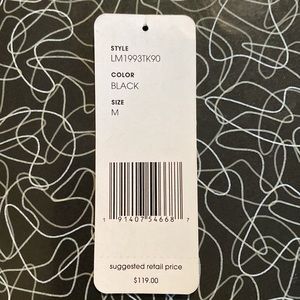 STYLE
LM1993TK90
COLOR
BLACK
SIZE
M
1 91407 54668 7
suggested retail price
$119.00